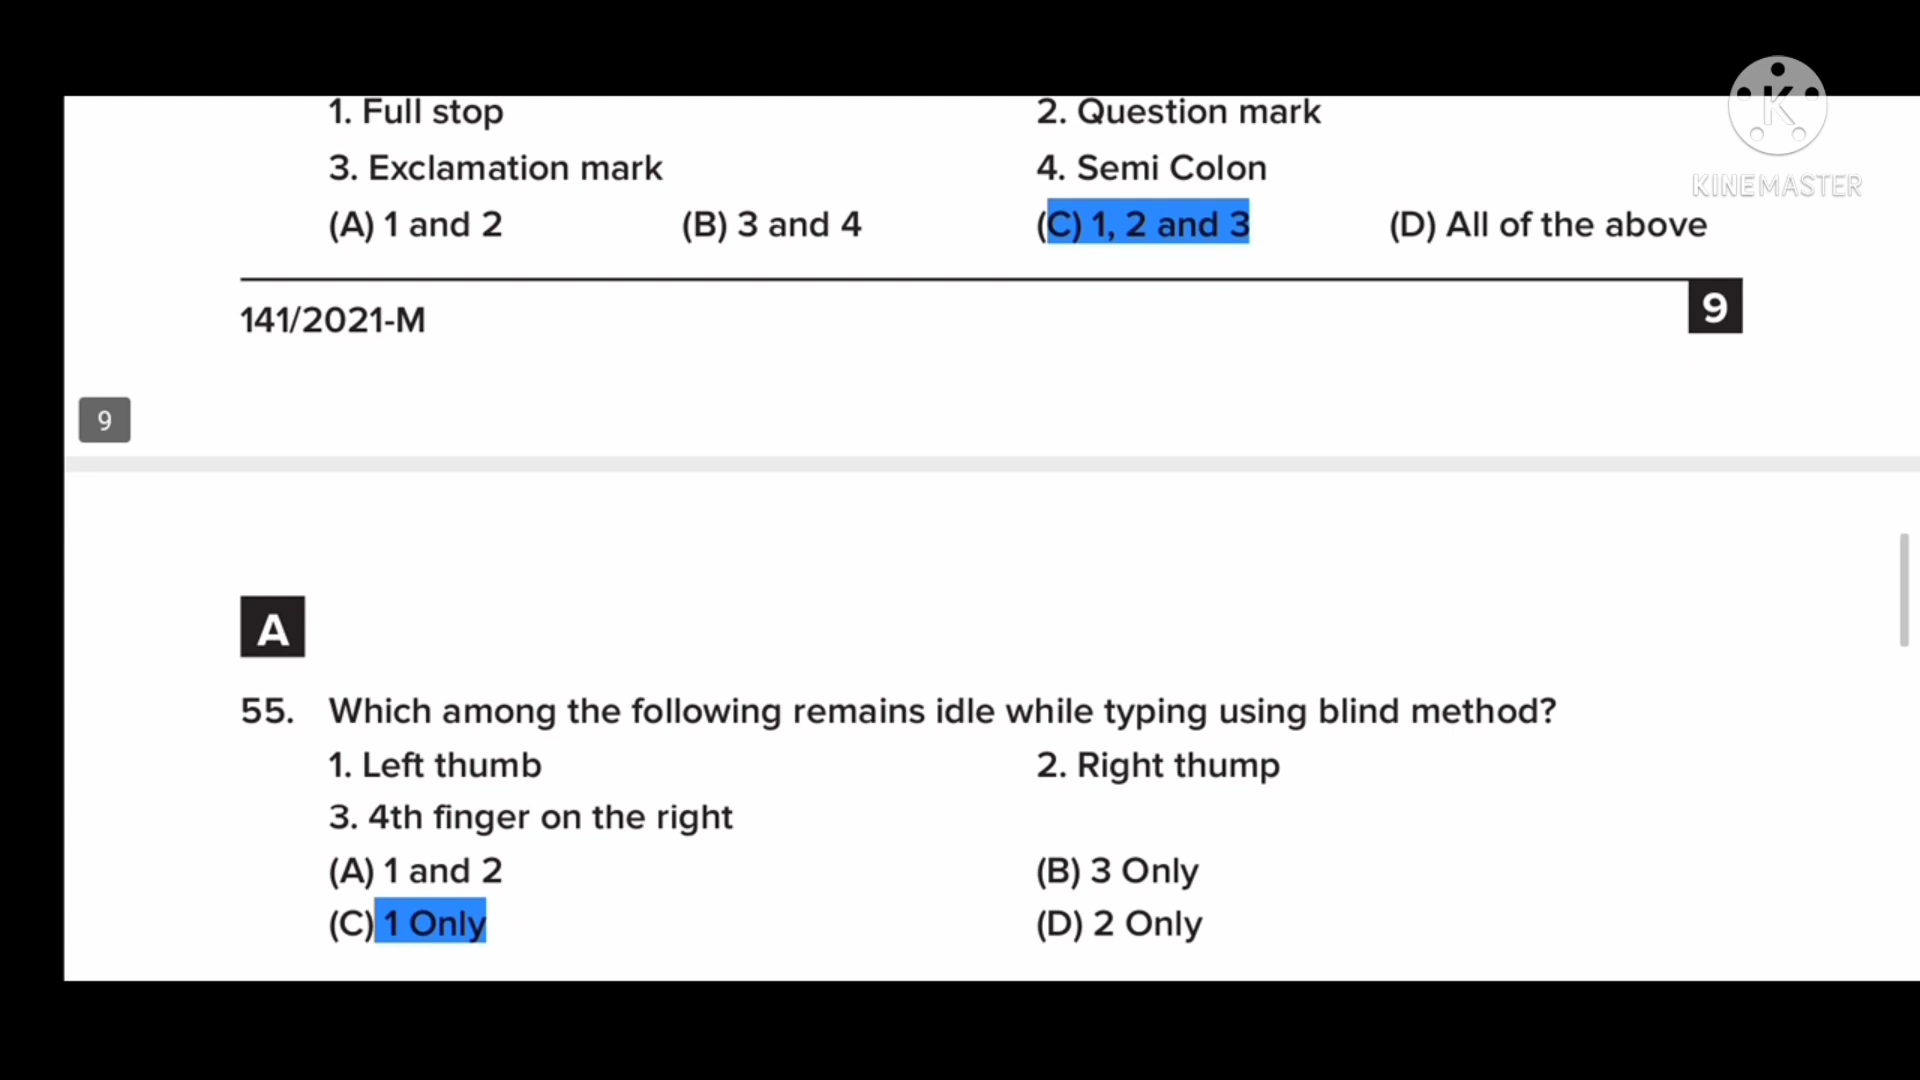 1. Full stop 2. Question mark
K
3. Exclamation mark 4. Semi Colon
KINEMASTER
(A) 1 and 2 (B) 3 and 4 (C) 1, 2 and 3 (D) All of the above
141/2021-M 9
9
A
55. Which among the following remains idle while typing using blind method?
1. Left thumb 2. Right thump
3. 4th finger on the right
(A) 1 and 2 (B) 3 Only
(C) 1 Only (D) 2 Only